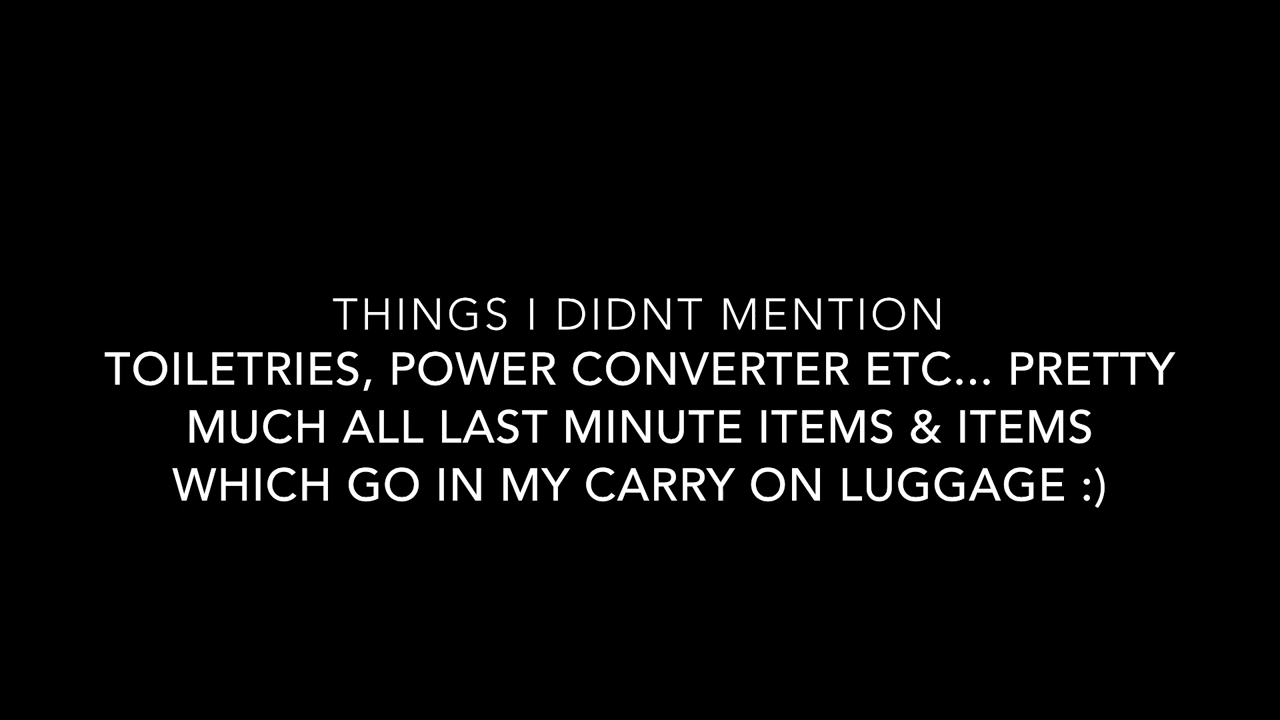 THINGS I DIDNT MENTION
TOILETRIES, POWER CONVERTER ETC... PRETTY
MUCH ALL LAST MINUTE ITEMS & ITEMS
WHICH GO IN MY CARRY ON LUGGAGE :)